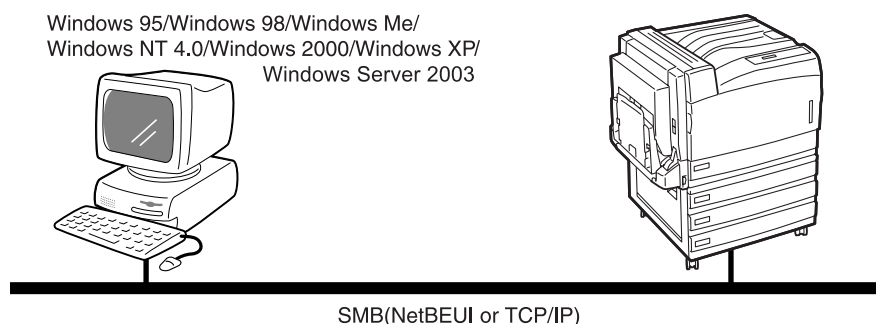 Windows 95/Windows 98/Windows Me/
Windows NT 4.0/Windows 2000/Windows XP/
Windows Server 2003
SMB(NetBEUI or TCP/IP)